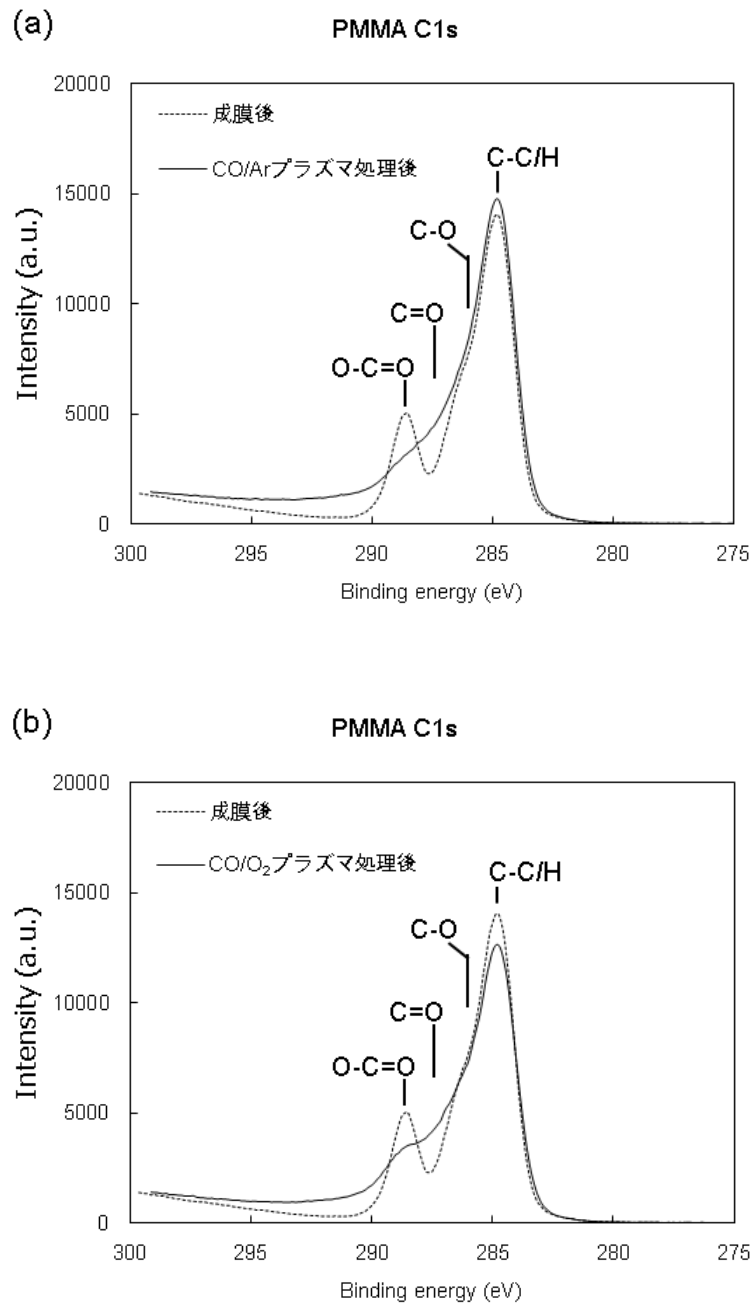 (a)
PMMA C1s
20000
成膜後
CO/Arプラズマ処理後
C-C/H
15000
C-O
C=O
10000
O-C=O
5000
0
300
295
290
285
280
275
Intensity (a.u.)
Binding energy (eV)
(b)
PMMA C1s
20000
成膜後
CO/O₂プラズマ処理後
C-C/H
15000
C-O
C=O
10000
O-C=O
5000
0
300
295
290
285
280
275
Intensity (a.u.)
Binding energy (eV)